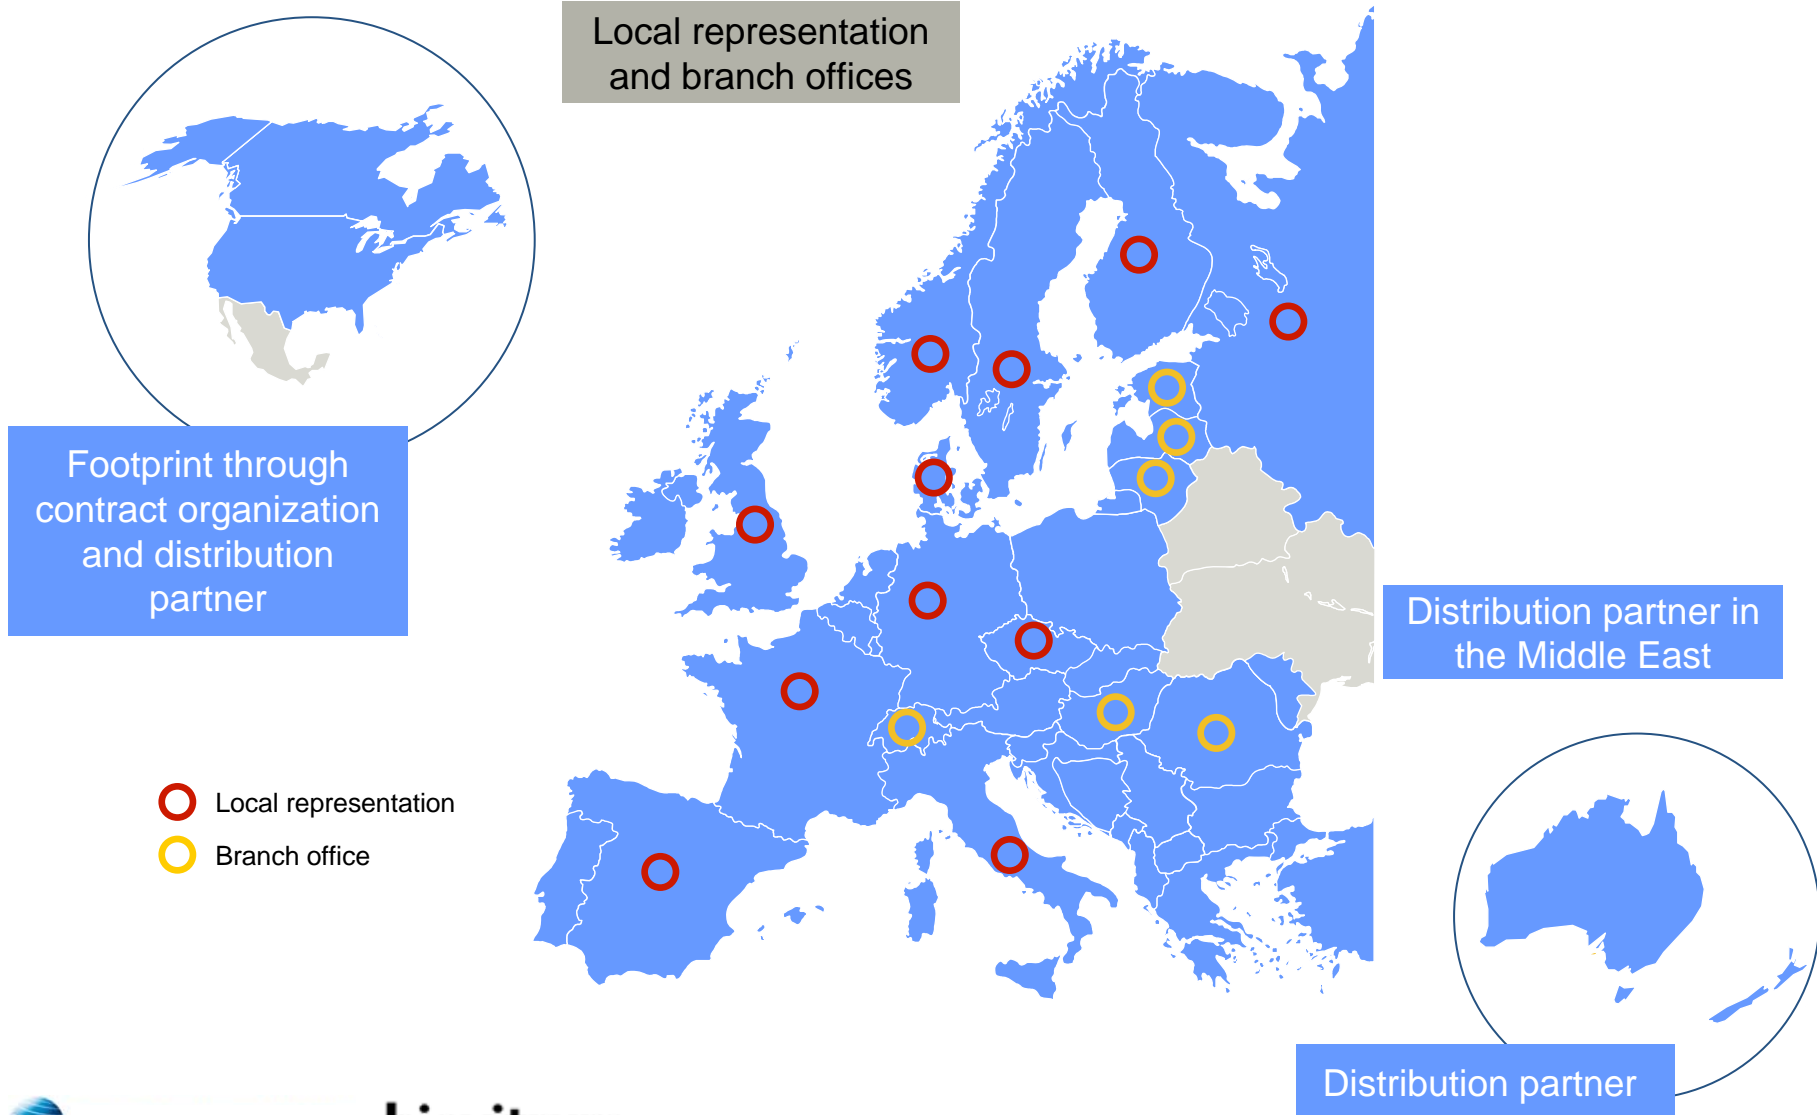 Local representation
and branch offices
Footprint through
contract organization
and distribution
partner
Distribution partner in
the Middle East
Local representation
Branch office
Distribution partner